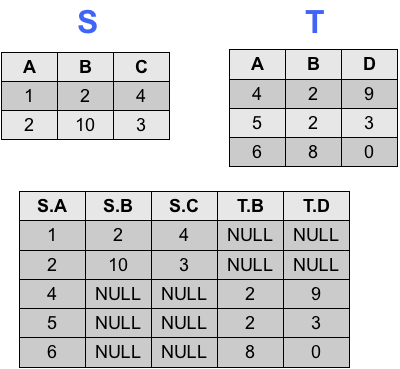 S
A B C
1 2 4
2 10 3
T
A B D
4 2 9
5 2 3
6 8 0
S.A S.B S.C T.B T.D
1 2 4 NULL NULL
2 10 3 NULL NULL
4 NULL NULL 2 9
5 NULL NULL 2 3
6 NULL NULL 8 0